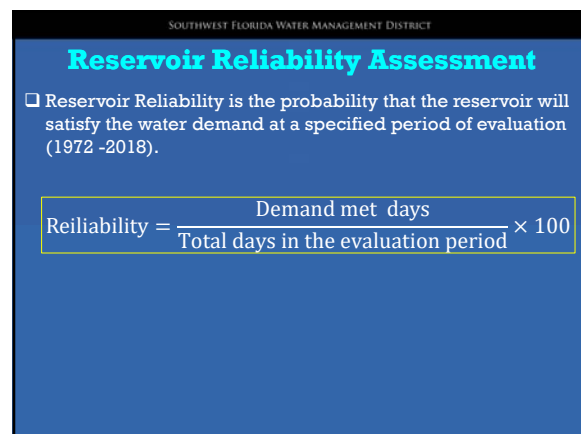 SOUTHWEST FLORIDA WATER MANAGEMENT DISTRICT
Reservoir Reliability Assessment
❑ Reservoir Reliability is the probability that the reservoir will
satisfy the water demand at a specified period of evaluation
(1972 -2018).
Reiliability = Demand met days / Total days in the evaluation period × 100